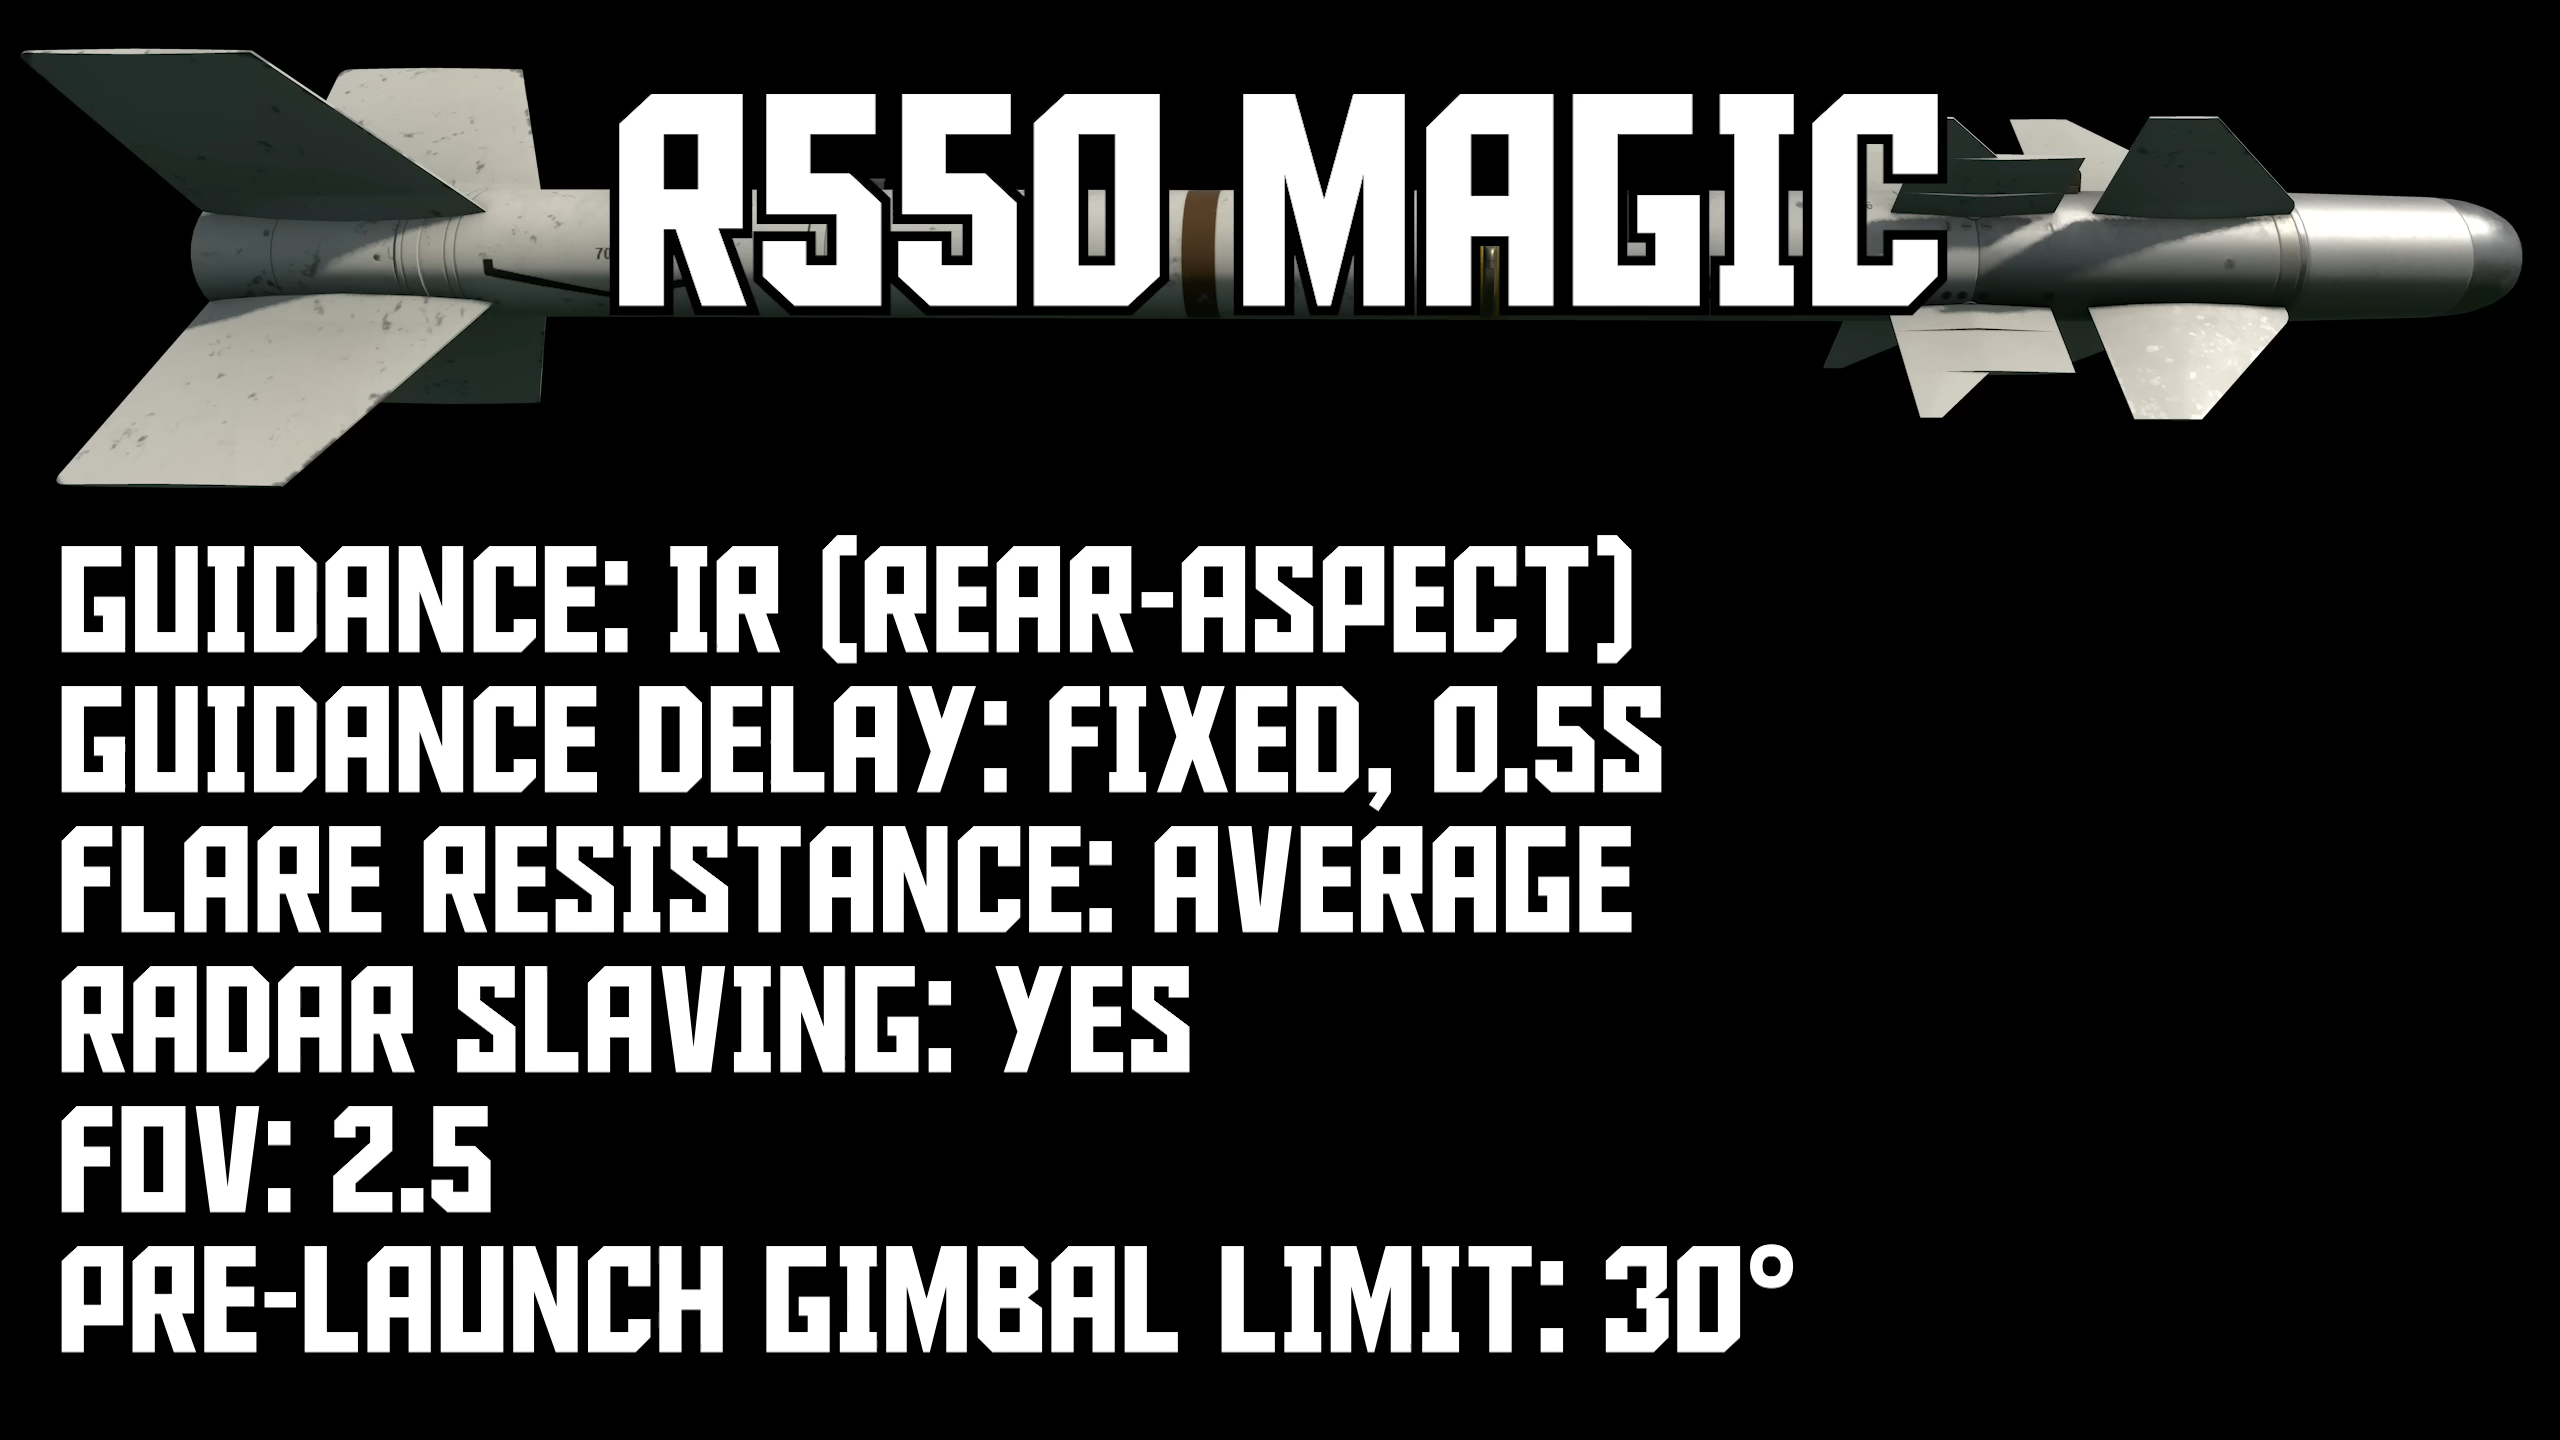 R550 MAGIC
GUIDANCE: IR (REAR-ASPECT)
GUIDANCE DELAY: FIXED, 0.5S
FLARE RESISTANCE: AVERAGE
RADAR SLAVING: YES
FOV: 2.5
PRE-LAUNCH GIMBAL LIMIT: 30°